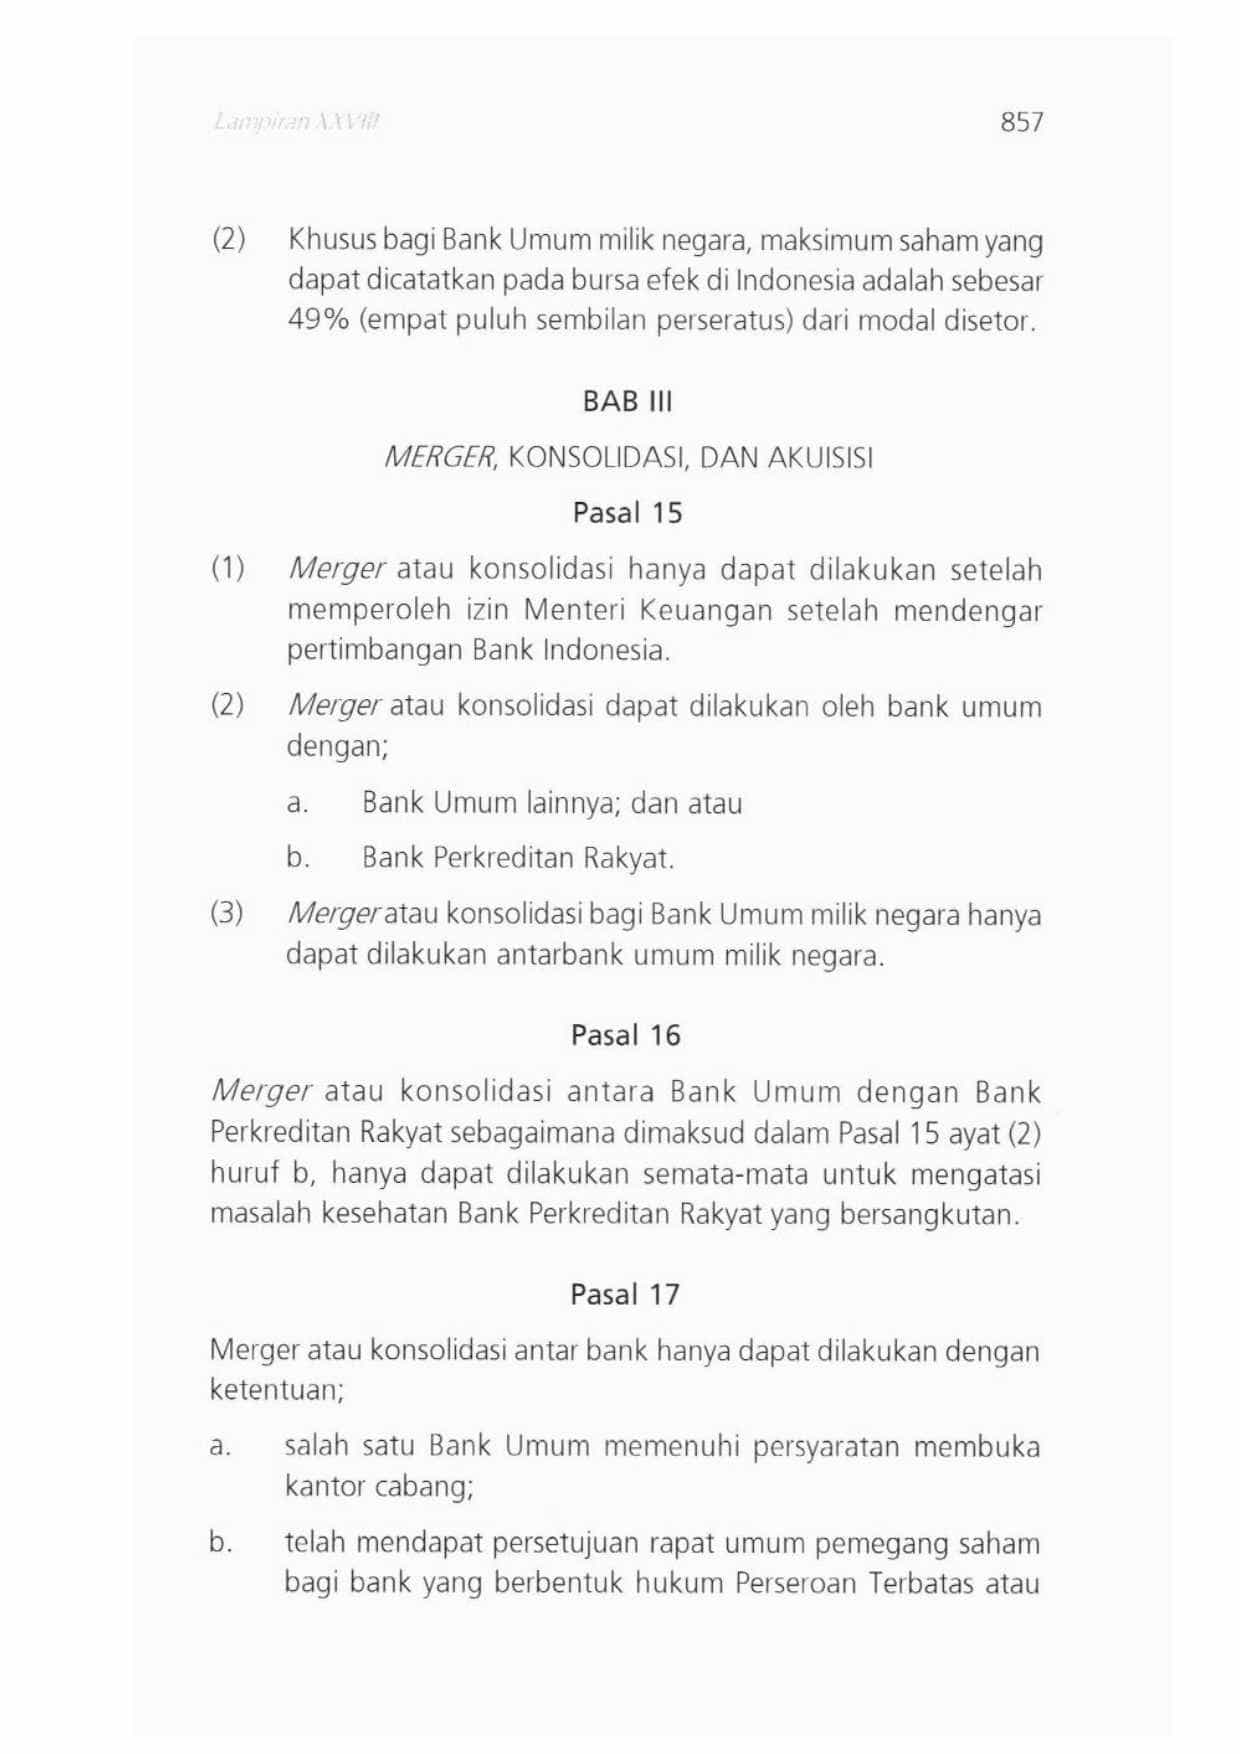 Lampiran XXVIII 857
(2) Khusus bagi Bank Umum milik negara, maksimum saham yang
dapat dicatatkan pada bursa efek di Indonesia adalah sebesar
49% (empat puluh sembilan perseratus) dari modal disetor.
BAB III
MERGER, KONSOLIDASI, DAN AKUISISI
Pasal 15
(1) Merger atau konsolidasi hanya dapat dilakukan setelah
memperoleh izin Menteri Keuangan setelah mendengar
pertimbangan Bank Indonesia.
(2) Merger atau konsolidasi dapat dilakukan oleh bank umum
dengan;
a. Bank Umum lainnya; dan atau
b. Bank Perkreditan Rakyat.
(3) Merger atau konsolidasi bagi Bank Umum milik negara hanya
dapat dilakukan antarbank umum milik negara.
Pasal 16
Merger atau konsolidasi antara Bank Umum dengan Bank
Perkreditan Rakyat sebagaimana dimaksud dalam Pasal 15 ayat (2)
huruf b, hanya dapat dilakukan semata-mata untuk mengatasi
masalah kesehatan Bank Perkreditan Rakyat yang bersangkutan.
Pasal 17
Merger atau konsolidasi antar bank hanya dapat dilakukan dengan
ketentuan;
a. salah satu Bank Umum memenuhi persyaratan membuka
kantor cabang;
b. telah mendapat persetujuan rapat umum pemegang saham
bagi bank yang berbentuk hukum Perseroan Terbatas atau